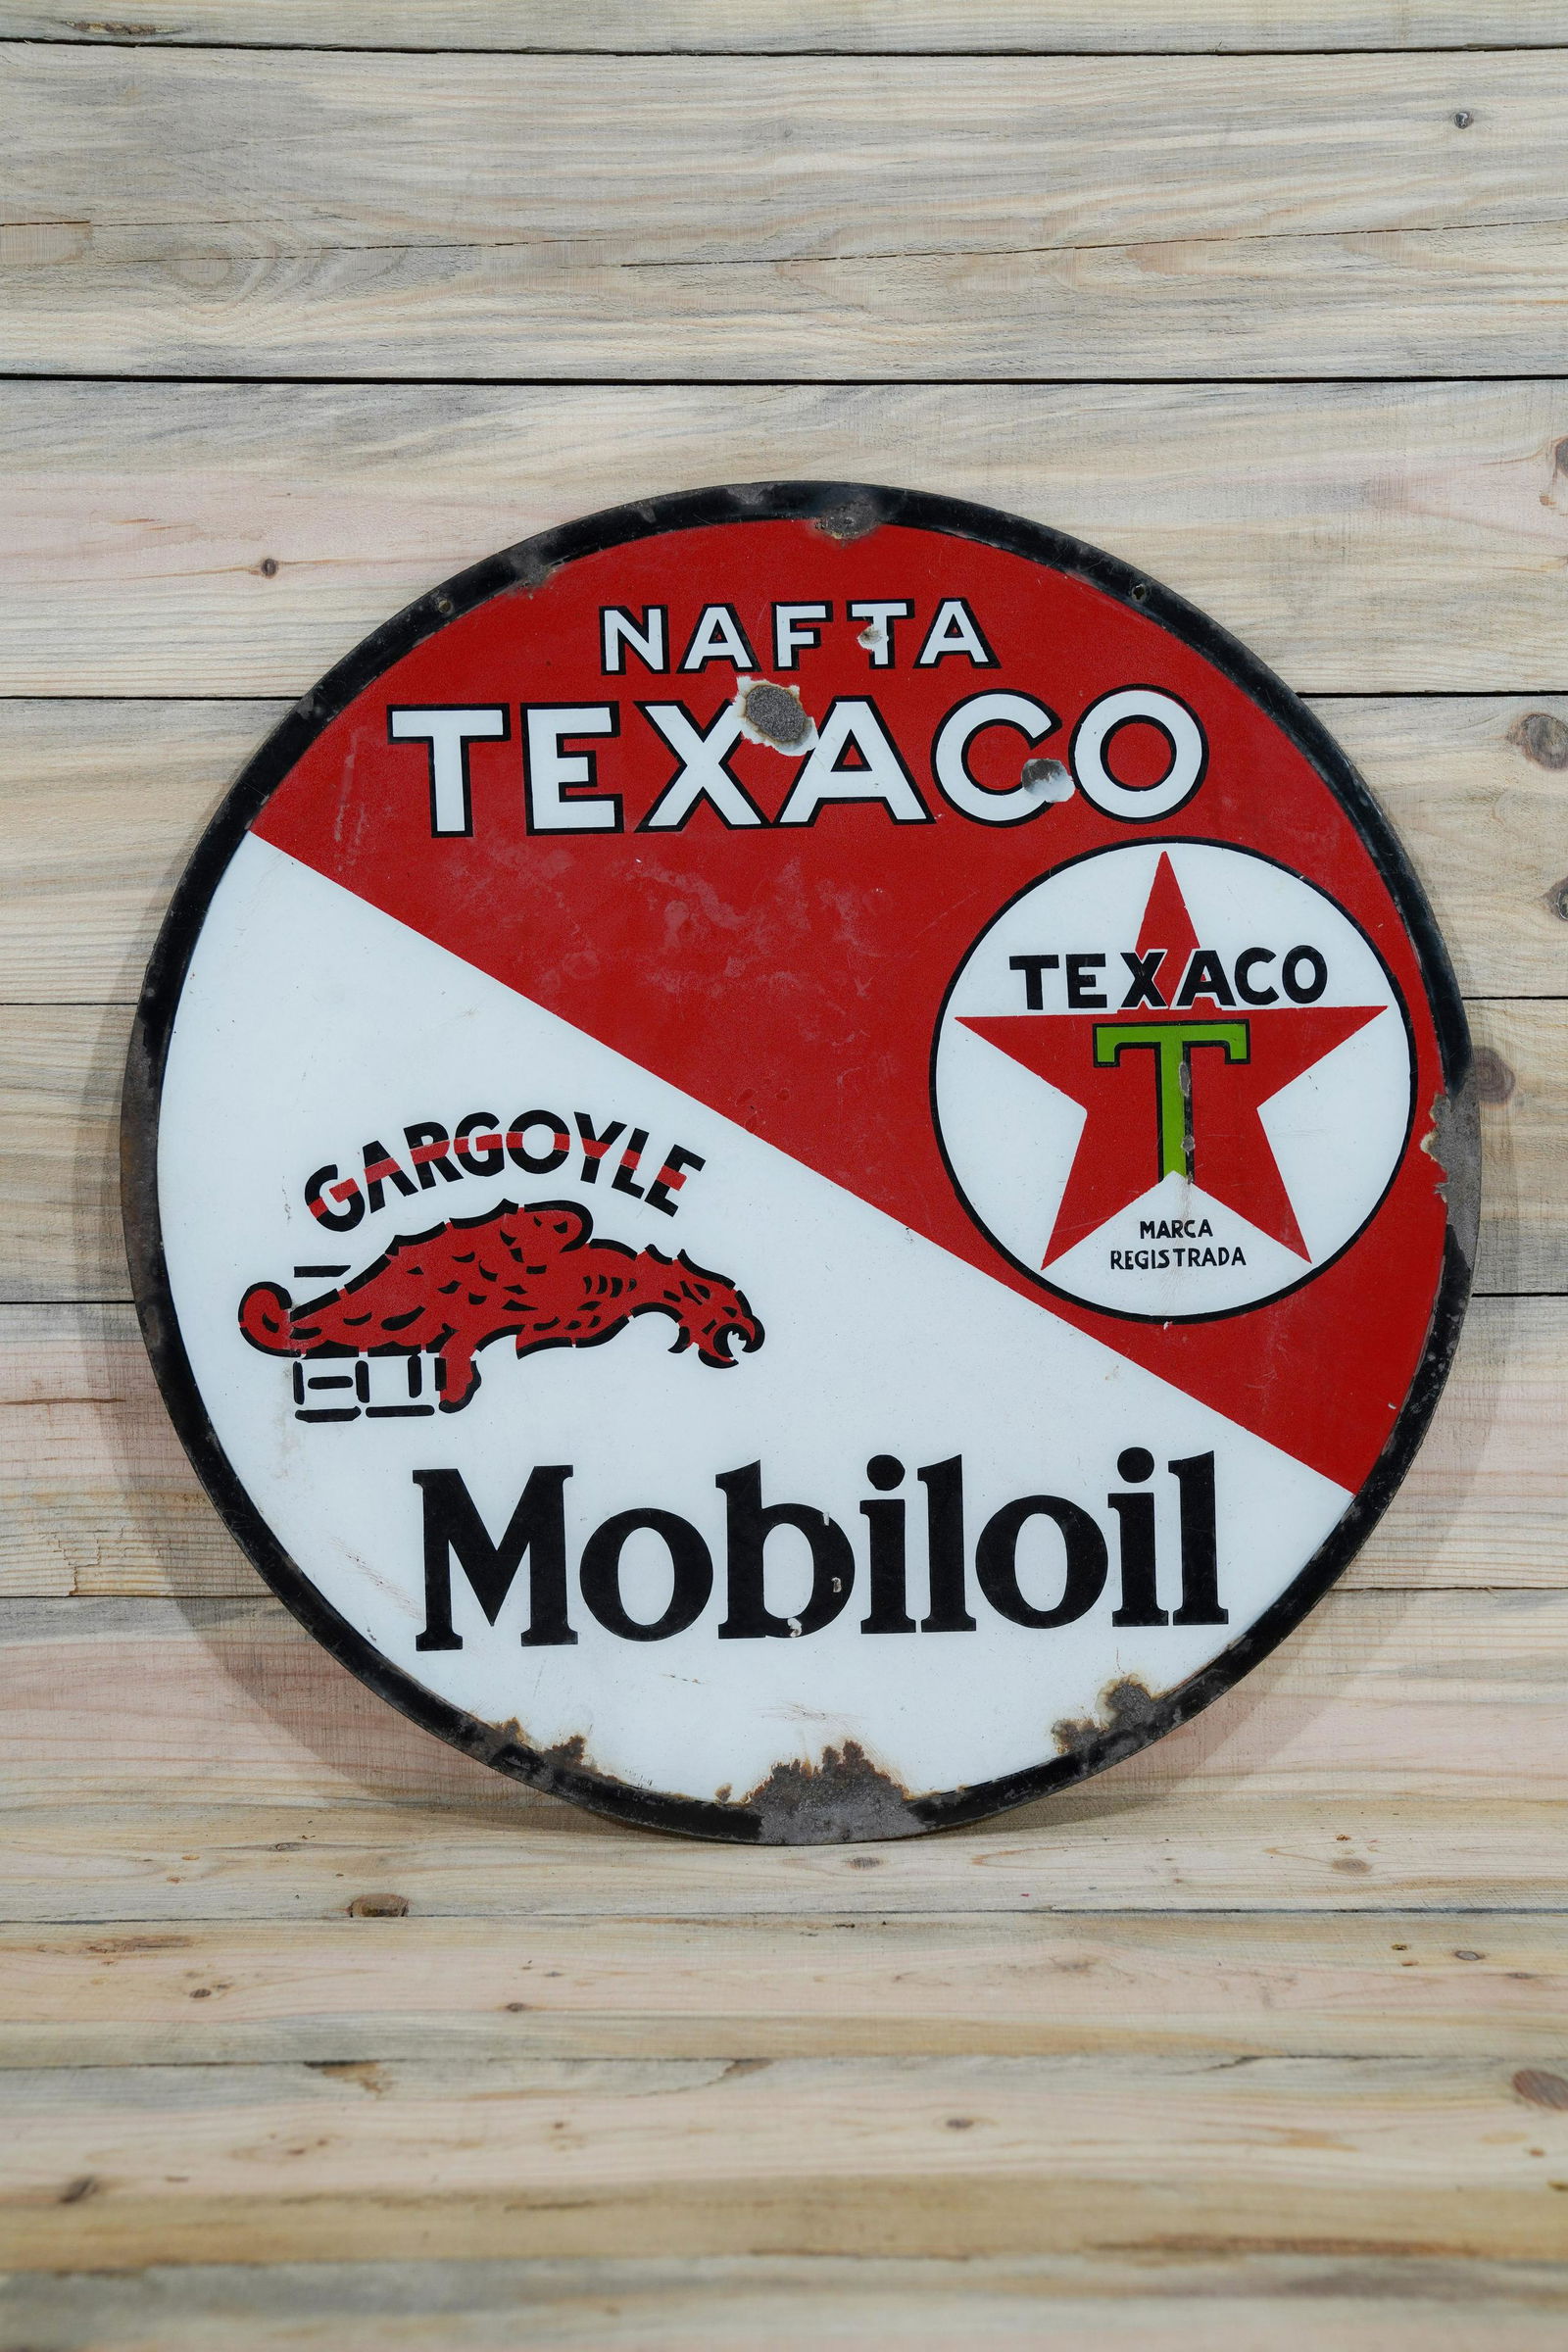 NAFTA
TEXACO
TEXACO
T
MARCA
REGISTRADA
GARGOYLE
Mobiloil